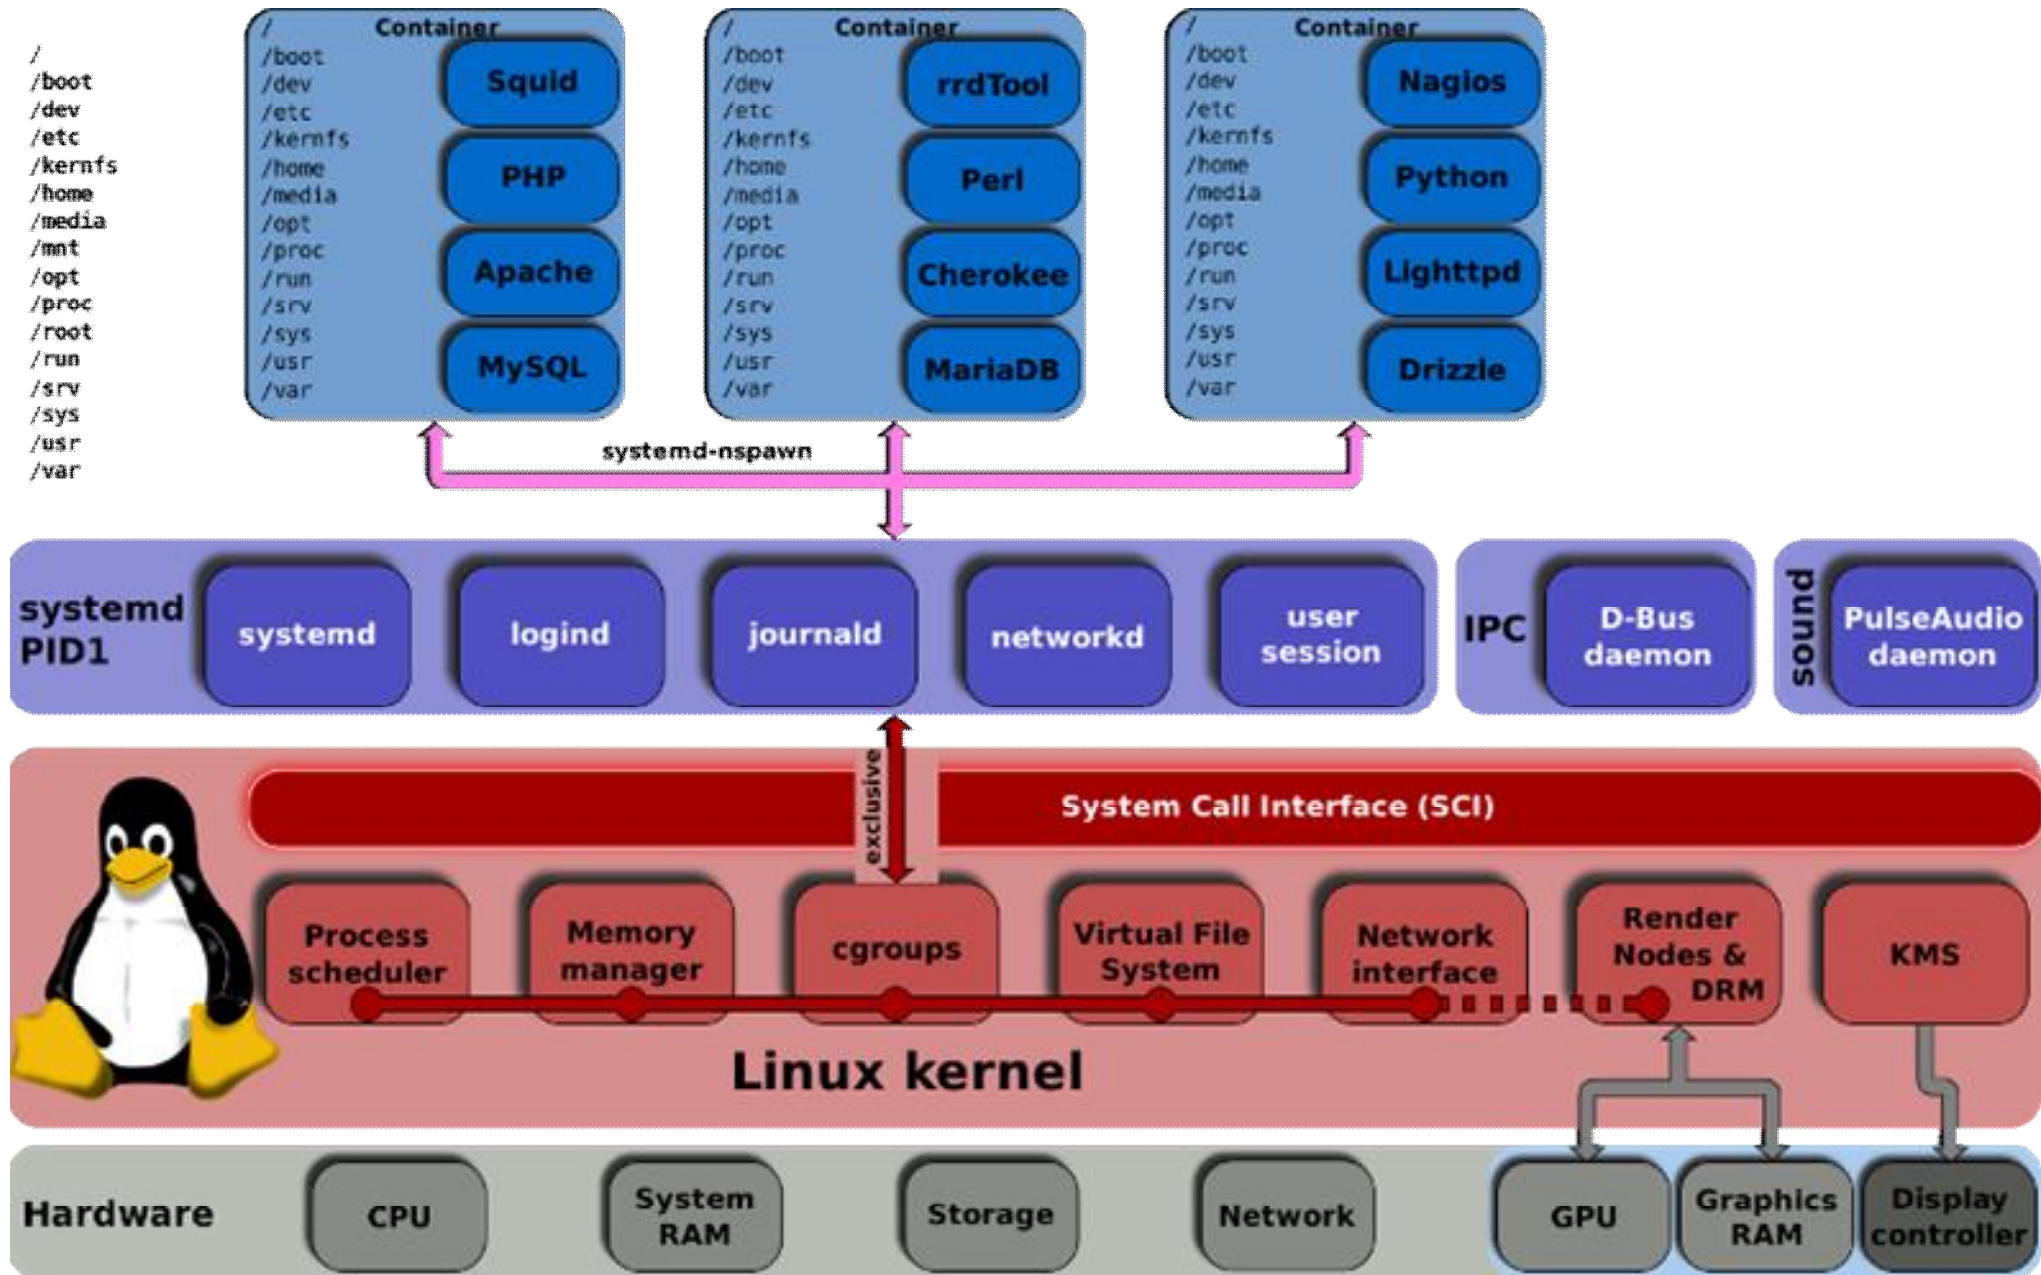 /
/boot
/dev
/etc
/kernfs
/home
/media
/mnt
/opt
/proc
/root
/run
/srv
/sys
/usr
/var
Container
/
/boot
/dev
/etc
/kernfs
/home
/media
/opt
/proc
/run
/srv
/sys
/usr
/var
Squid
PHP
Apache
MySQL
Container
/
/boot
/dev
/etc
/kernfs
/home
/media
/opt
/proc
/run
/srv
/sys
/usr
/var
rrdTool
Perl
Cherokee
MariaDB
Container
/
/boot
/dev
/etc
/kernfs
/home
/media
/opt
/proc
/run
/srv
/sys
/usr
/var
Nagios
Python
Lighttpd
Drizzle
systemd-nspawn
systemd
PID1
systemd
logind
journald
networkd
user
session
IPC
D-Bus
daemon
sound
PulseAudio
daemon
exclusive
System Call Interface (SCI)
Process
scheduler
Memory
manager
cgroups
Virtual File
System
Network
interface
Render
Nodes &
DRM
KMS
Linux kernel
Hardware
CPU
System
RAM
Storage
Network
GPU
Graphics
RAM
Display
controller